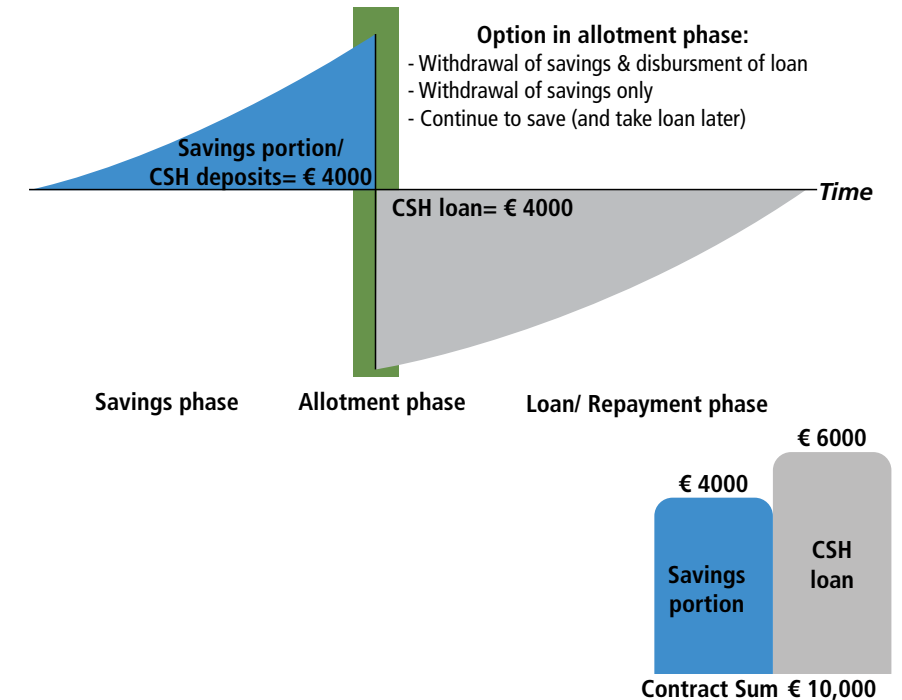 Option in allotment phase:
- Withdrawal of savings & disbursment of loan
- Withdrawal of savings only
- Continue to save (and take loan later)
Savings portion/
CSH deposits= € 4000
Time
CSH loan= € 4000
Savings phase
Allotment phase
Loan/ Repayment phase
€ 6000
€ 4000
CSH
loan
Savings
portion
Contract Sum € 10,000